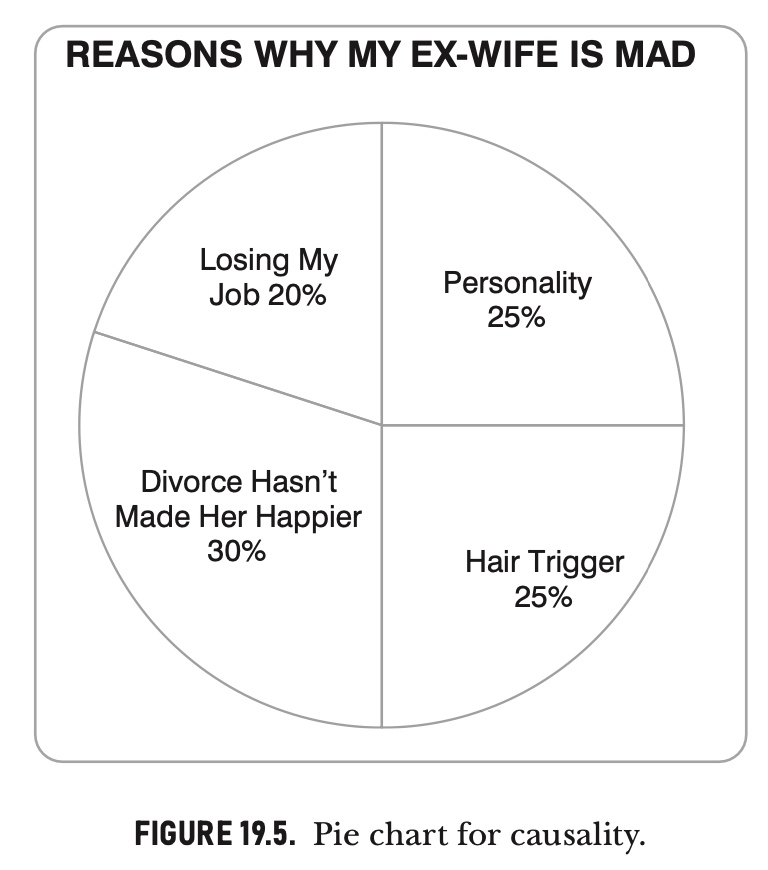 REASONS WHY MY EX-WIFE IS MAD
Losing My
Job 20%
Personality
25%
Divorce Hasn’t
Made Her Happier
30%
Hair Trigger
25%
FIGURE 19.5. Pie chart for causality.